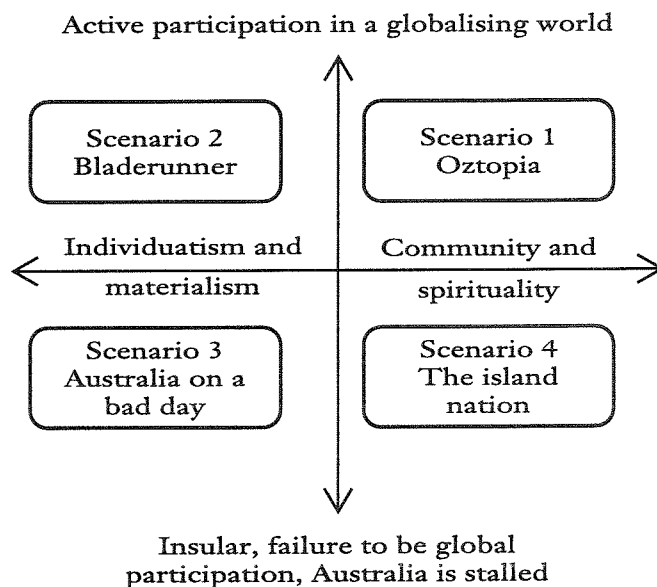 Active participation in a globalising world
Scenario 2
Bladerunner
Scenario 1
Oztopia
Individuatism and
materialism
Community and
spirituality
Scenario 3
Australia on a
bad day
Scenario 4
The island
nation
Insular, failure to be global
participation, Australia is stalled